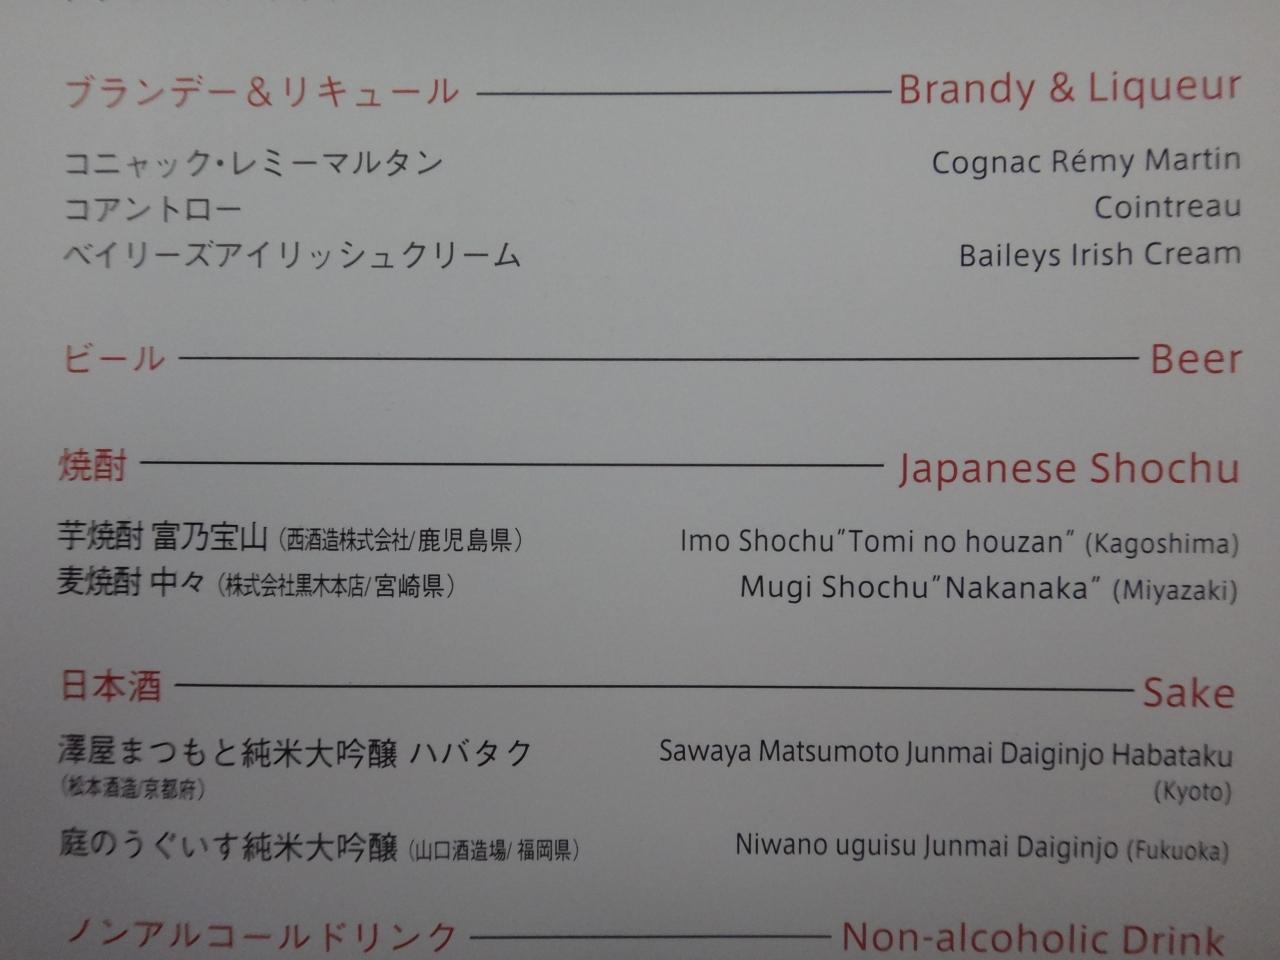 ブランデー＆リキュール Brandy & Liqueur
コニャック・レミーマルタン Cognac Rémy Martin
コアントロー Cointreau
ベイリーズアイリッシュクリーム Baileys Irish Cream
ビール Beer
焼酎 Japanese Shochu
芋焼酎 富乃宝山（西酒造株式会社/鹿児島県） Imo Shochu"Tomi no houzan" (Kagoshima)
麦焼酎 中々（株式会社黒木本店/宮崎県） Mugi Shochu"Nakanaka" (Miyazaki)
日本酒 Sake
澤屋まつもと純米大吟醸 ハバタク Sawaya Matsumoto Junmai Daiginjo Habataku
（松本酒造/京都府） (Kyoto)
庭のうぐいす純米大吟醸（山口酒造場/福岡県） Niwano uguisu Junmai Daiginjo (Fukuoka)
ノンアルコールドリンク Non-alcoholic Drink